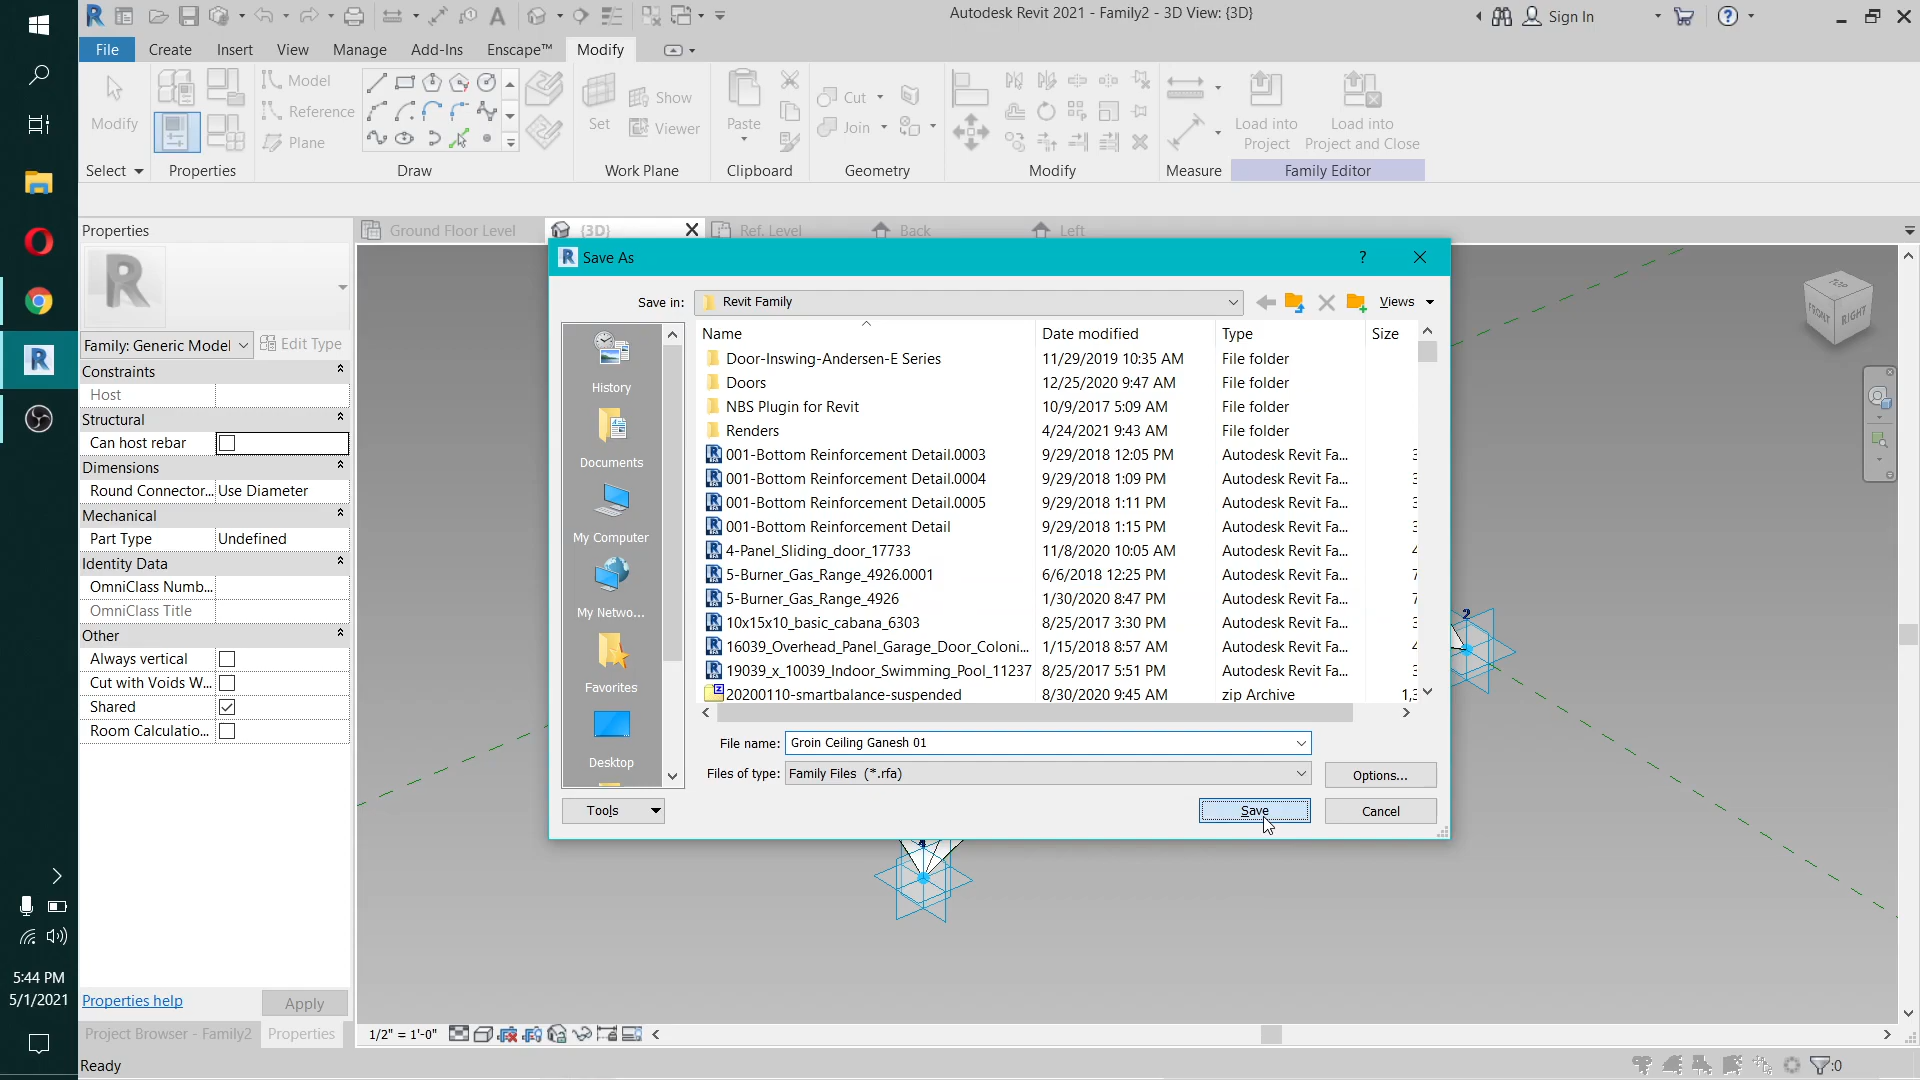 Autodesk Revit 2021 - Family2 - 3D View: {3D}
Sign In
File Create Insert View Manage Add-Ins Enscape™ Modify
Modify
Model
Reference
Plane
Set
Show
Viewer
Paste
Cut
Join
Load into Project
Load into Project and Close
Select Properties Draw Work Plane Clipboard Geometry Modify Measure Family Editor
Properties
Ground Floor Level {3D} Ref. Level Back Left
Family: Generic Model Edit Type
Constraints
Host
Structural
Can host rebar
Dimensions
Round Connector... Use Diameter
Mechanical
Part Type Undefined
Identity Data
OmniClass Numb...
OmniClass Title
Other
Always vertical
Cut with Voids W...
Shared
Room Calculatio...
Properties help Apply
Project Browser - Family2 Properties
Save As
Save in: Revit Family Views
History
Documents
My Computer
My Netwo...
Favorites
Desktop
Name Date modified Type Size
Door-Inswing-Andersen-E Series 11/29/2019 10:35 AM File folder
Doors 12/25/2020 9:47 AM File folder
NBS Plugin for Revit 10/9/2017 5:09 AM File folder
Renders 4/24/2021 9:43 AM File folder
001-Bottom Reinforcement Detail.0003 9/29/2018 12:05 PM Autodesk Revit Fa...
001-Bottom Reinforcement Detail.0004 9/29/2018 1:09 PM Autodesk Revit Fa...
001-Bottom Reinforcement Detail.0005 9/29/2018 1:11 PM Autodesk Revit Fa...
001-Bottom Reinforcement Detail 9/29/2018 1:15 PM Autodesk Revit Fa...
4-Panel_Sliding_door_17733 11/8/2020 10:05 AM Autodesk Revit Fa...
5-Burner_Gas_Range_4926.0001 6/6/2018 12:25 PM Autodesk Revit Fa...
5-Burner_Gas_Range_4926 1/30/2020 8:47 PM Autodesk Revit Fa...
10x15x10_basic_cabana_6303 8/25/2017 3:30 PM Autodesk Revit Fa...
16039_Overhead_Panel_Garage_Door_Coloni... 1/15/2018 8:57 AM Autodesk Revit Fa...
19039_x_10039_Indoor_Swimming_Pool_11237 8/25/2017 5:51 PM Autodesk Revit Fa...
20200110-smartbalance-suspended 8/30/2020 9:45 AM zip Archive
File name: Groin Ceiling Ganesh 01
Files of type: Family Files (*.rfa) Options...
Tools Save Cancel
TOP
FRONT RIGHT
2
4
5:44 PM
5/1/2021
1/2" = 1'-0"
Ready
:0